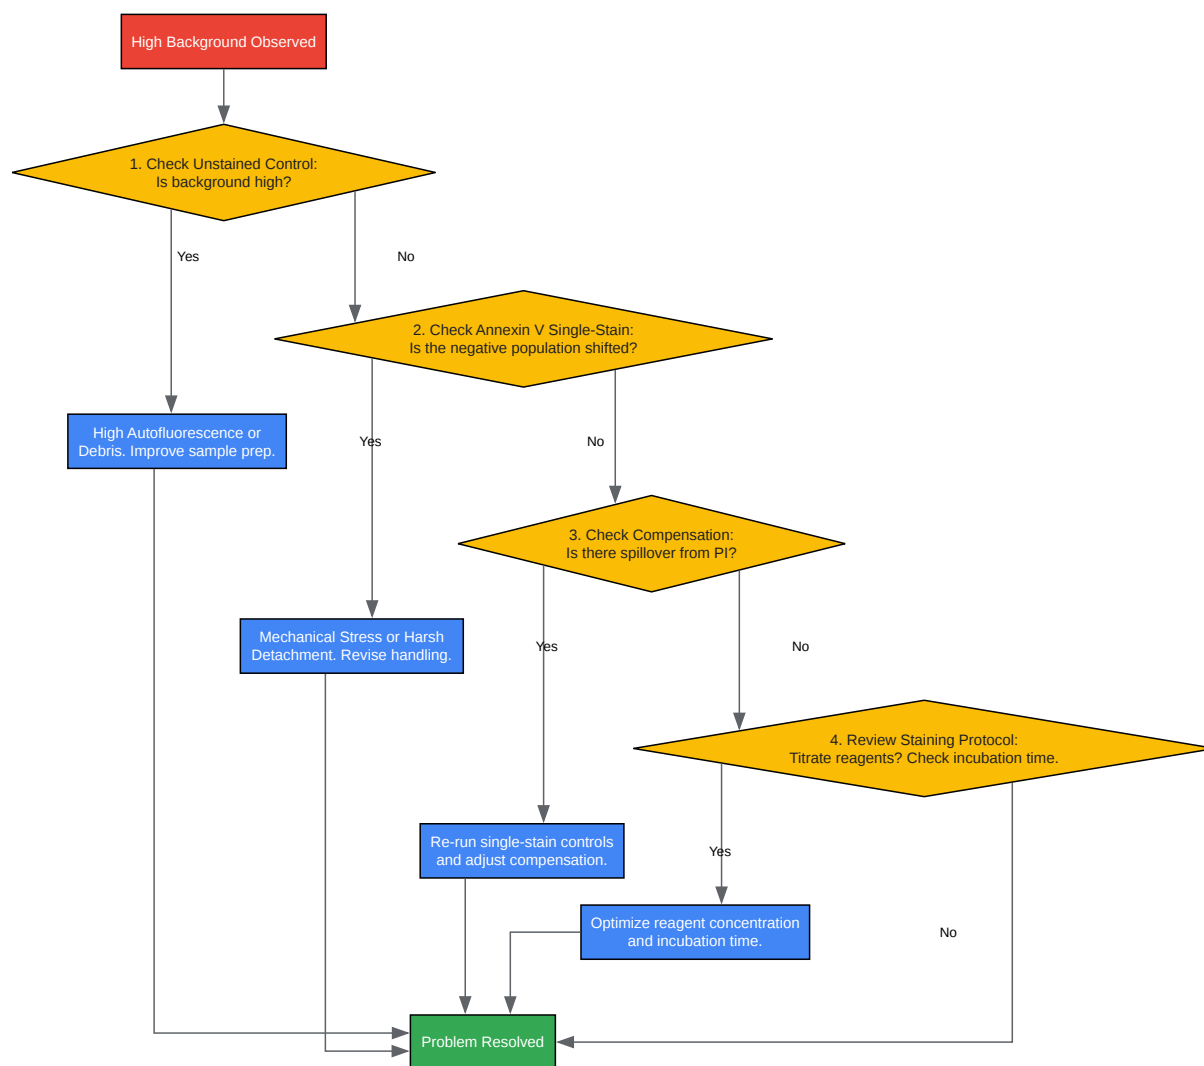 High Background Observed
1. Check Unstained Control:
Is background high?
Yes
No
2. Check Annexin V Single-Stain:
Is the negative population shifted?
High Autofluorescence or
Debris. Improve sample prep.
Yes
No
3. Check Compensation:
Is there spillover from PI?
Mechanical Stress or Harsh
Detachment. Revise handling.
Yes
No
4. Review Staining Protocol:
Titrate reagents? Check incubation time.
Re-run single-stain controls
and adjust compensation.
Yes
Optimize reagent concentration
and incubation time.
No
Problem Resolved